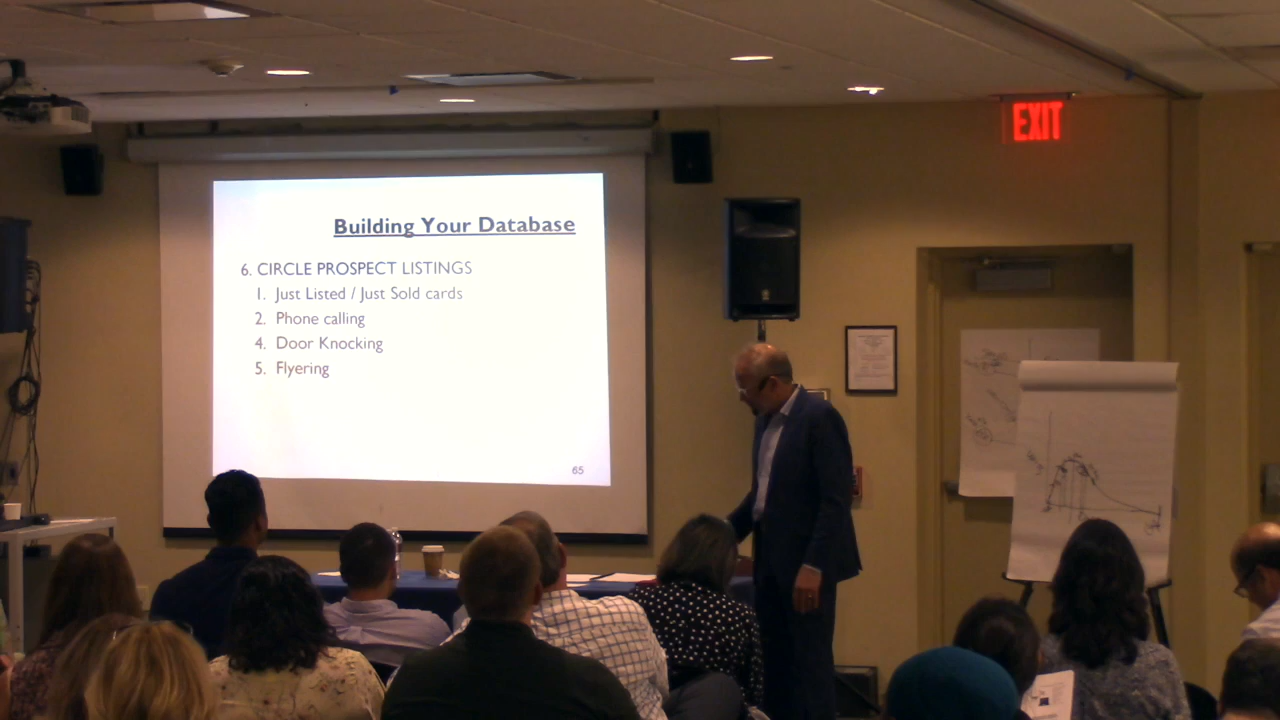 EXIT
Building Your Database
6. CIRCLE PROSPECT LISTINGS
1. Just Listed / Just Sold cards
2. Phone calling
4. Door Knocking
5. Flyering
65